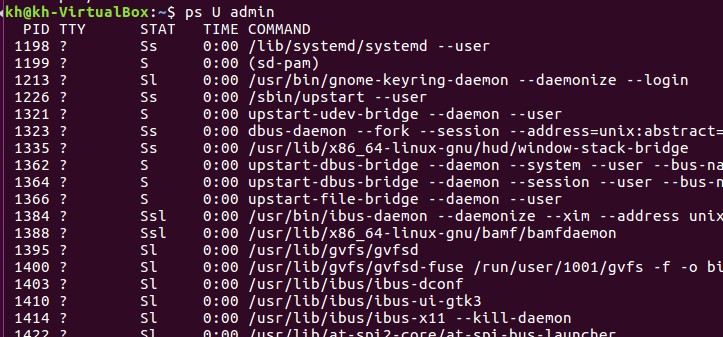 kh@kh-VirtualBox:~$ ps U admin
PID TTY STAT TIME COMMAND
1198 ? Ss 0:00 /lib/systemd/systemd --user
1199 ? S 0:00 (sd-pam)
1213 ? Sl 0:00 /usr/bin/gnome-keyring-daemon --daemonize --login
1226 ? Ss 0:00 /sbin/upstart --user
1321 ? S 0:00 upstart-udev-bridge --daemon --user
1323 ? Ss 0:00 dbus-daemon --fork --session --address=unix:abstract=
1335 ? Ss 0:00 /usr/lib/x86_64-linux-gnu/hud/window-stack-bridge
1362 ? S 0:00 upstart-dbus-bridge --daemon --system --user --bus-na
1364 ? S 0:00 upstart-dbus-bridge --daemon --session --user --bus-n
1366 ? S 0:00 upstart-file-bridge --daemon --user
1384 ? Ssl 0:00 /usr/bin/ibus-daemon --daemonize --xim --address unix
1388 ? Ssl 0:00 /usr/lib/x86_64-linux-gnu/bamf/bamfdaemon
1395 ? Sl 0:00 /usr/lib/gvfs/gvfsd
1400 ? Sl 0:00 /usr/lib/gvfs/gvfsd-fuse /run/user/1001/gvfs -f -o bi
1403 ? Sl 0:00 /usr/lib/ibus/ibus-dconf
1410 ? Sl 0:00 /usr/lib/ibus/ibus-ui-gtk3
1414 ? Sl 0:00 /usr/lib/ibus/ibus-x11 --kill-daemon
1422 ? Sl 0:00 /usr/lib/at-spi2-core/at-spi-bus-launcher